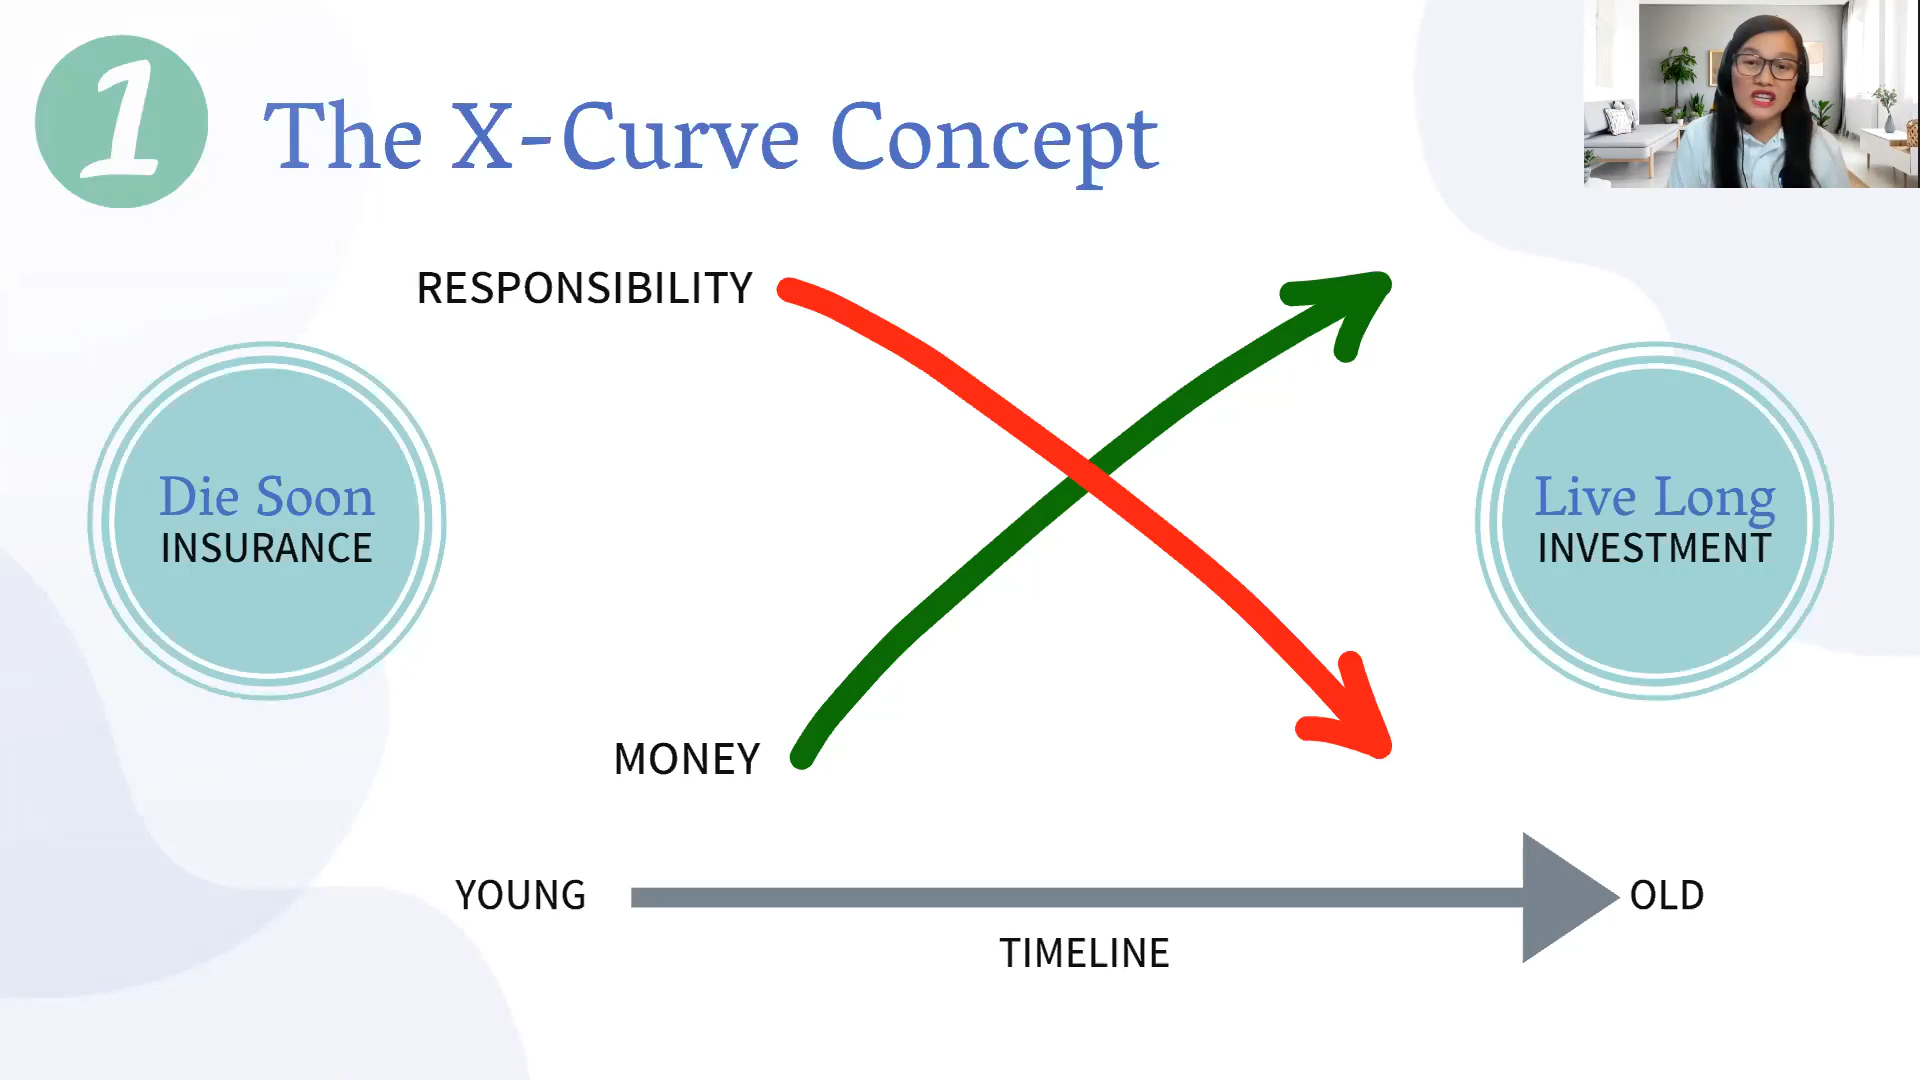 1
The X-Curve Concept
RESPONSIBILITY
Die Soon
INSURANCE
Live Long
INVESTMENT
MONEY
YOUNG
OLD
TIMELINE